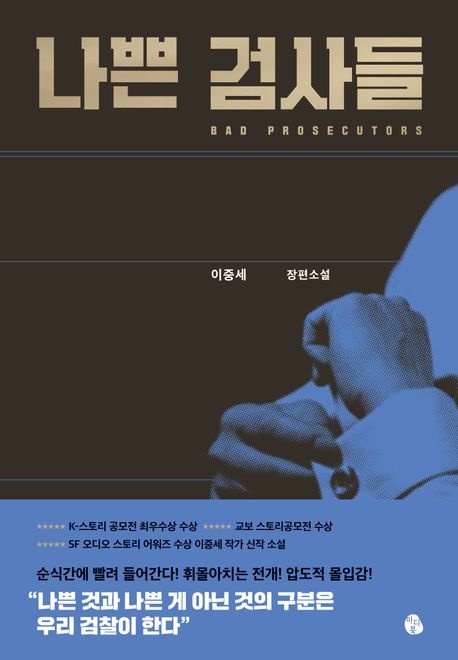 나쁜 검사들
BAD PROSECUTORS
이중세 장편소설
★★★★★ K-스토리 공모전 최우수상 수상 ★★★★★ 교보 스토리공모전 수상
★★★★★ SF 오디오 스토리 어워즈 수상 이중세 작가 신작 소설
순식간에 빨려 들어간다! 휘몰아치는 전개! 압도적 몰입감!
“나쁜 것과 나쁜 게 아닌 것의 구분은
우리 검찰이 한다”
마디북